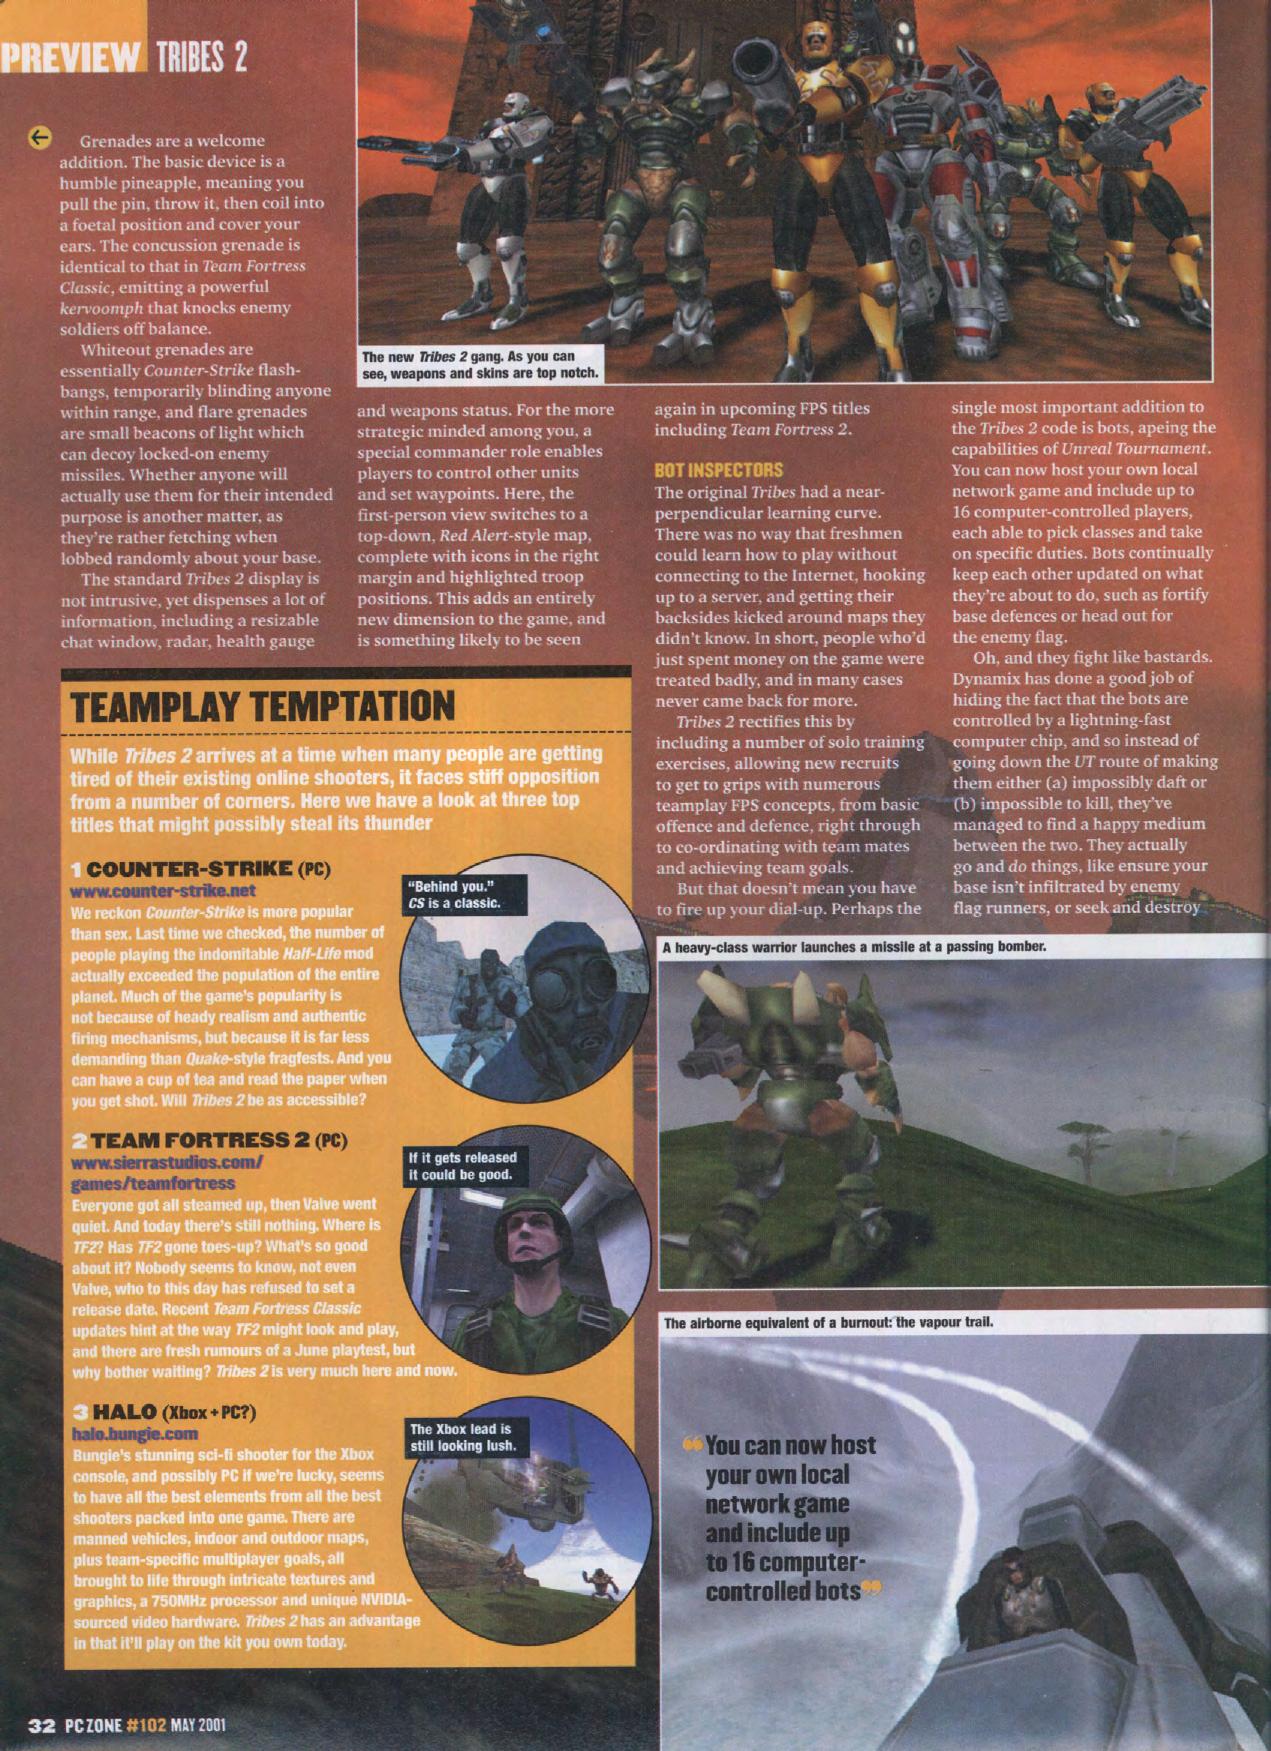 PREVIEW TRIBES 2
Grenades are a welcome
addition. The basic device is a
humble pineapple, meaning you
pull the pin, throw it, then coil into
a foetal position and cover your
ears. The concussion grenade is
identical to that in Team Fortress
Classic, emitting a powerful
kervoomph that knocks enemy
soldiers off balance.
Whiteout grenades are
essentially Counter-Strike flash-
bangs, temporarily blinding anyone
within range, and flare grenades
are small beacons of light which
can decoy locked-on enemy
missiles. Whether anyone will
actually use them for their intended
purpose is another matter, as
they're rather fetching when
lobbed randomly about your base.
The standard Tribes 2 display is
not intrusive, yet dispenses a lot of
information, including a resizable
chat window, radar, health gauge
The new Tribes 2 gang. As you can
see, weapons and skins are top notch.
and weapons status. For the more
strategic minded among you, a
special commander role enables
players to control other units
and set waypoints. Here, the
first-person view switches to a
top-down, Red Alert-style map,
complete with icons in the right
margin and highlighted troop
positions. This adds an entirely
new dimension to the game, and
is something likely to be seen
again in upcoming FPS titles
including Team Fortress 2.
BOT INSPECTORS
The original Tribes had a near-
perpendicular learning curve.
There was no way that freshmen
could learn how to play without
connecting to the Internet, hooking
up to a server, and getting their
backsides kicked around maps they
didn't know. In short, people who'd
just spent money on the game were
treated badly, and in many cases
never came back for more.
Tribes 2 rectifies this by
including a number of solo training
exercises, allowing new recruits
to get to grips with numerous
teamplay FPS concepts, from basic
offence and defence, right through
to co-ordinating with team mates
and achieving team goals.
But that doesn't mean you have
to fire up your dial-up. Perhaps the
single most important addition to
the Tribes 2 code is bots, apeing the
capabilities of Unreal Tournament.
You can now host your own local
network game and include up to
16 computer-controlled players,
each able to pick classes and take
on specific duties. Bots continually
keep each other updated on what
they're about to do, such as fortify
base defences or head out for
the enemy flag.
Oh, and they fight like bastards.
Dynamix has done a good job of
hiding the fact that the bots are
controlled by a lightning-fast
computer chip, and so instead of
going down the UT route of making
them either (a) impossibly daft or
(b) impossible to kill, they've
managed to find a happy medium
between the two. They actually
go and do things, like ensure your
base isn't infiltrated by enemy
flag runners, or seek and destroy
TEAMPLAY TEMPTATION
While Tribes 2 arrives at a time when many people are getting
tired of their existing online shooters, it faces stiff opposition
from a number of corners. Here we have a look at three top
titles that might possibly steal its thunder
1 COUNTER-STRIKE (PC)
www.counter-strike.net
We reckon Counter-Strike is more popular
than sex. Last time we checked, the number of
people playing the indomitable Half-Life mod
actually exceeded the population of the entire
planet. Much of the game's popularity is
not because of heady realism and authentic
firing mechanisms, but because it is far less
demanding than Quake-style fragfests. And you
can have a cup of tea and read the paper when
you get shot. Will Tribes 2 be as accessible?
"Behind you."
CS is a classic.
2 TEAM FORTRESS 2 (PC)
www.sierrastudios.com/
games/teamfortress
Everyone got all steamed up, then Valve went
quiet. And today there's still nothing. Where is
TF2? Has TF2 gone toes-up? What's so good
about it? Nobody seems to know, not even
Valve, who to this day has refused to set a
release date. Recent Team Fortress Classic
updates hint at the way TF2 might look and play,
and there are fresh rumours of a June playtest, but
why bother waiting? Tribes 2 is very much here and now.
If it gets released
it could be good.
3 HALO (Xbox + PC?)
halo.bungie.com
Bungie's stunning sci-fi shooter for the Xbox
console, and possibly PC if we're lucky, seems
to have all the best elements from all the best
shooters packed into one game. There are
manned vehicles, indoor and outdoor maps,
plus team-specific multiplayer goals, all
brought to life through intricate textures and
graphics, a 750MHz processor and unique NVIDIA-
sourced video hardware. Tribes 2 has an advantage
in that it'll play on the kit you own today.
The Xbox lead is
still looking lush.
A heavy-class warrior launches a missile at a passing bomber.
The airborne equivalent of a burnout: the vapour trail.
"You can now host
your own local
network game
and include up
to 16 computer-
controlled bots"
32 PCZONE #102 MAY 2001